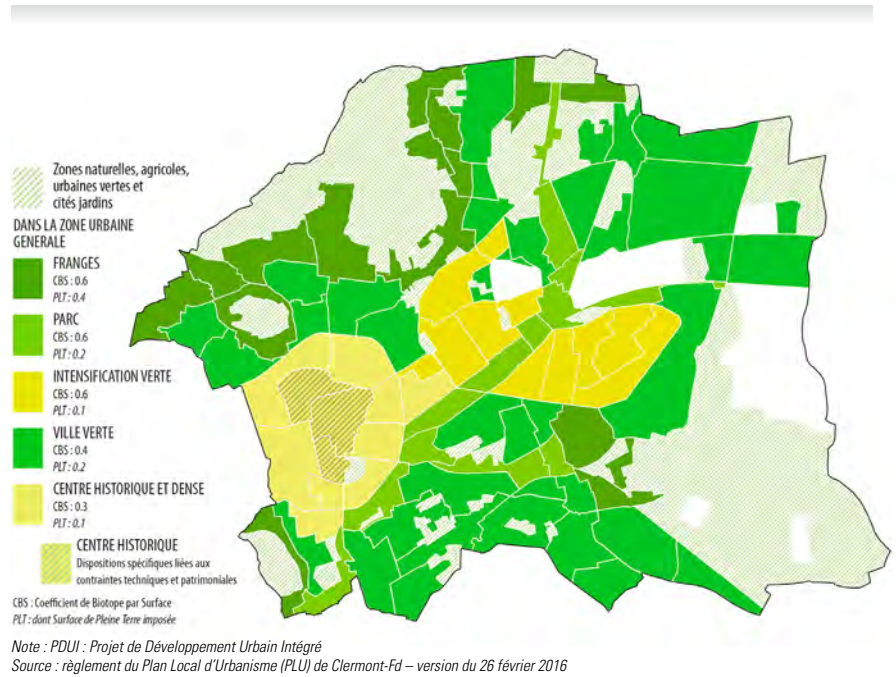 Zones naturelles, agricoles,
urbaines vertes et
cités jardins
DANS LA ZONE URBAINE
GENERALE
FRANGES
CBS : 0.6
PLT : 0.4
PARC
CBS : 0.6
PLT : 0.2
INTENSIFICATION VERTE
CBS : 0.6
PLT : 0.1
VILLE VERTE
CBS : 0.4
PLT : 0.2
CENTRE HISTORIQUE ET DENSE
CBS : 0.3
PLT : 0,1
CENTRE HISTORIQUE
Dispositions spécifiques liées aux
contraintes techniques et patrimoniales
CBS : Coefficient de Biotope par Surface
PLT : dont Surface de Pleine Terre imposée
Note : PDUI : Projet de Développement Urbain Intégré
Source : règlement du Plan Local d'Urbanisme (PLU) de Clermont-Fd – version du 26 février 2016